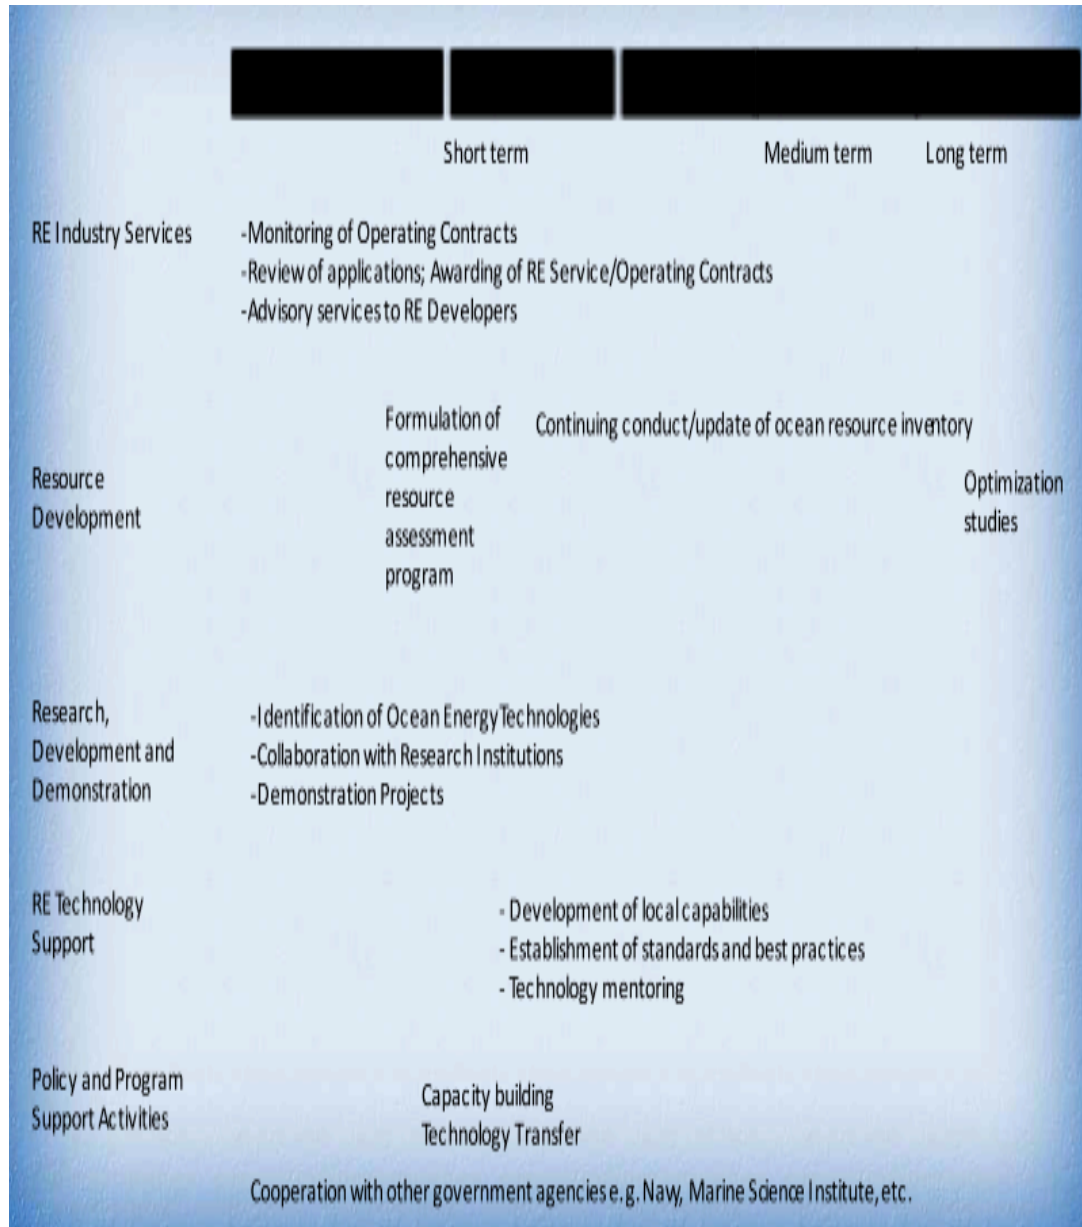 Short term Medium term Long term
RE Industry Services
-Monitoring of Operating Contracts
-Review of applications; Awarding of RE Service/Operating Contracts
-Advisory services to RE Developers
Resource
Development
Formulation of
comprehensive
resource
assessment
program
Continuing conduct/update of ocean resource inventory
Optimization
studies
Research,
Development and
Demonstration
-Identification of Ocean Energy Technologies
-Collaboration with Research Institutions
-Demonstration Projects
RE Technology
Support
- Development of local capabilities
- Establishment of standards and best practices
- Technology mentoring
Policy and Program
Support Activities
Capacity building
Technology Transfer
Cooperation with other government agencies e.g. Navy, Marine Science Institute, etc.